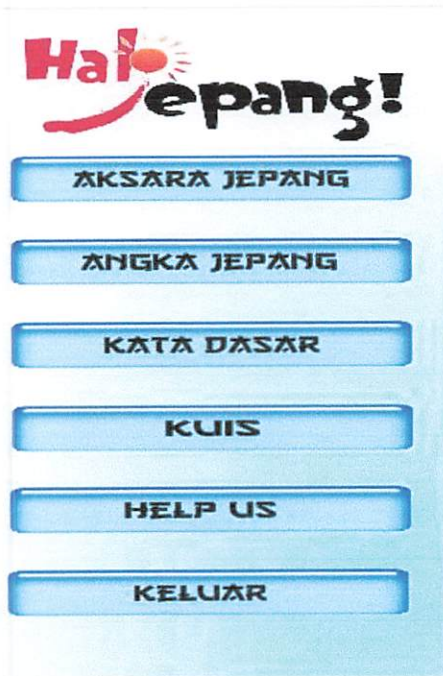 Halo
Jepang!
AKSARA JEPANG
ANGKA JEPANG
KATA DASAR
KUIS
HELP US
KELUAR